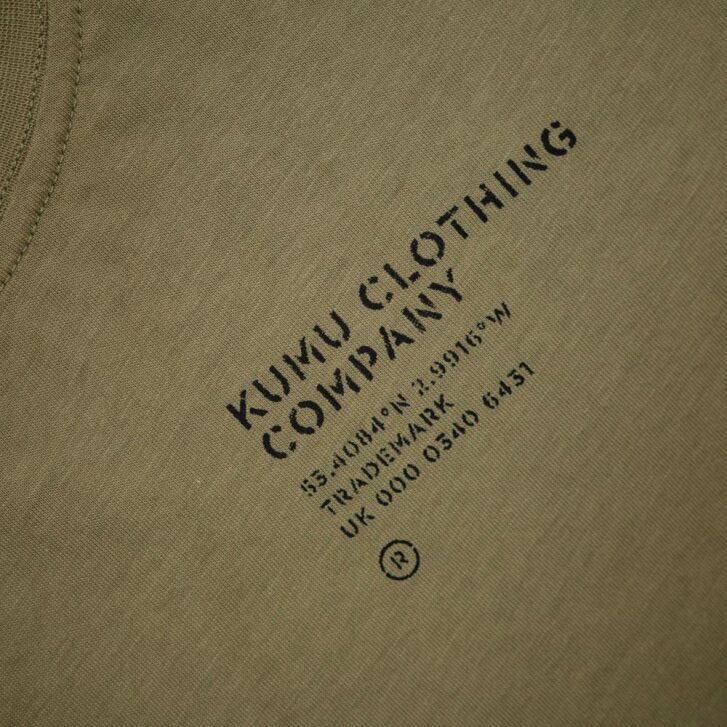 KUMU CLOTHING
COMPANY
53.4084°N 2.9916°W
TRADEMARK
UK 000 0340 6431
®